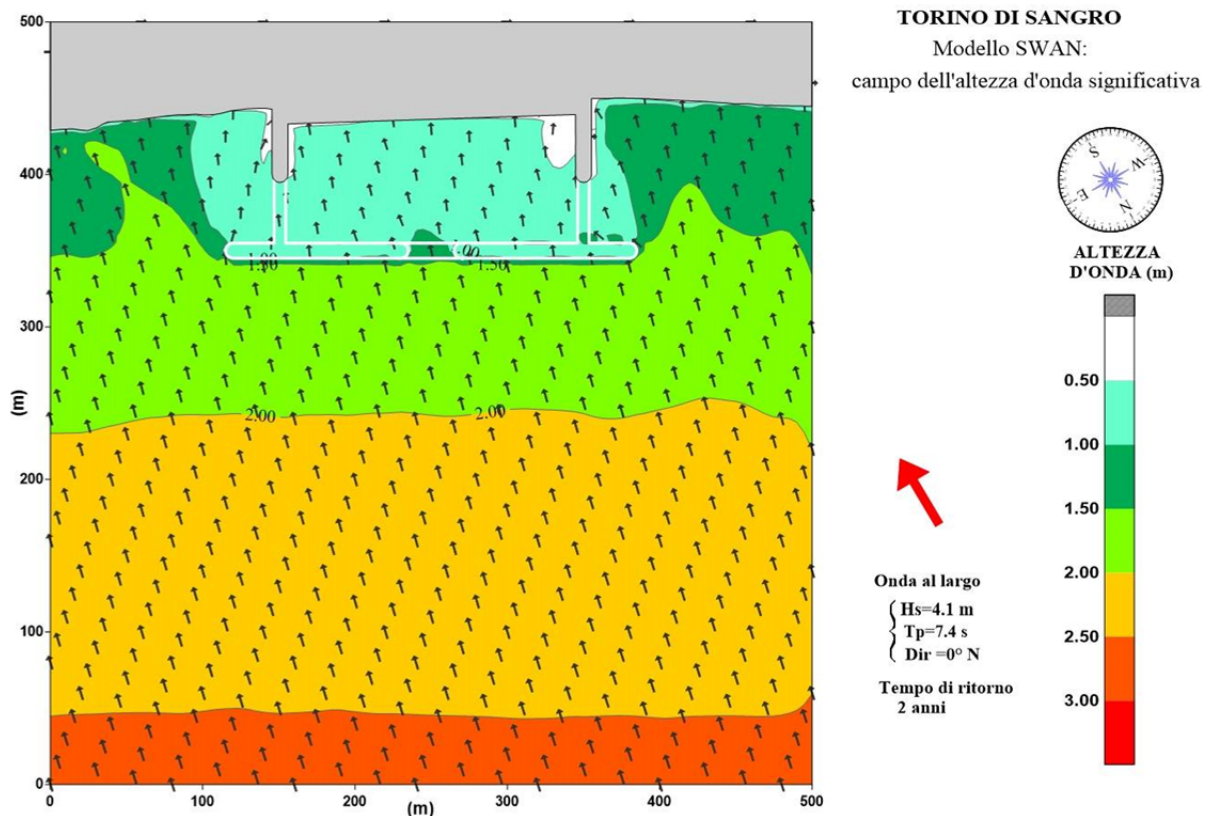 TORINO DI SANGRO
Modello SWAN:
campo dell'altezza d'onda significativa
500
400
300
200
100
0
(m)
0
100
200
300
400
500
(m)
1.00
1.50
2.00
2.00
S
W
E
N
ALTEZZA
D'ONDA (m)
0.50
1.00
1.50
2.00
2.50
3.00
Onda al largo
Hs=4.1 m
Tp=7.4 s
Dir =0° N
Tempo di ritorno
2 anni